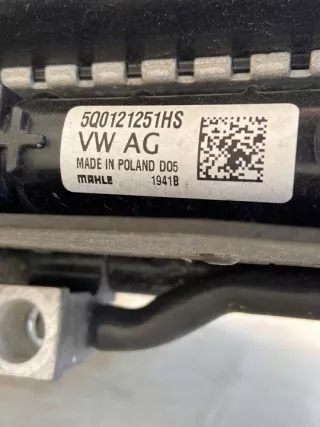 5Q0121251HS
VW AG
MADE IN POLAND D05
MAHLE 1941B